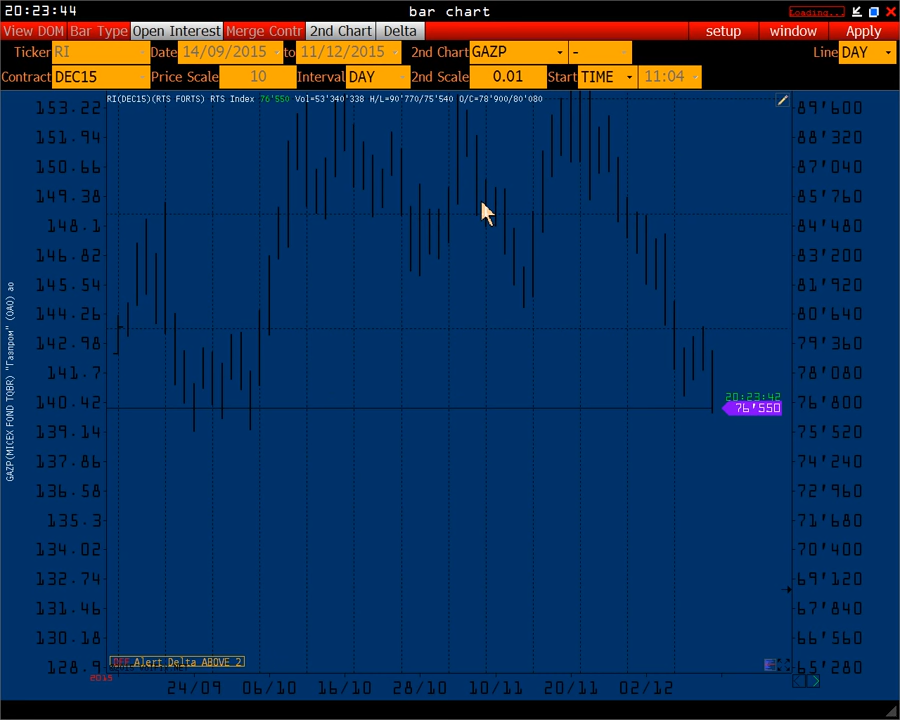 20:23:44 bar chart Loading..
View DOM Bar Type Open Interest Merge Contr 2nd Chart Delta setup window Apply
Ticker RI Date 14/09/2015 to 11/12/2015 2nd Chart GAZP - Line DAY
Contract DEC15 Price Scale 10 Interval DAY 2nd Scale 0.01 Start TIME 11:04
RI(DEC15)(RTS FORTS) RTS Index 76'550 Vol=53'340'338 H/L=90'770/75'540 O/C=78'900/80'080
153.22 89'600
151.94 88'320
150.66 87'040
149.38 85'760
148.1 84'480
146.82 83'200
145.54 81'920
144.26 80'640
142.98 79'360
141.7 78'080
20:23:42
140.42 76'800
76'550
139.14 75'520
137.86 74'240
136.58 72'960
135.3 71'680
134.02 70'400
132.74 69'120
131.46 67'840
130.18 66'560
128.9 65'280
GAZP(MICEX FOND TQBR) "Газпром" (ОАО) ао
OFF Alert Delta ABOVE 2
2015
24/09 06/10 16/10 28/10 10/11 20/11 02/12